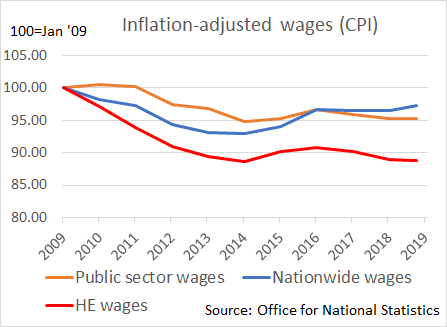 100=Jan '09
Inflation-adjusted wages (CPI)
105.00
100.00
95.00
90.00
85.00
80.00
2009
2010
2011
2012
2013
2014
2015
2016
2017
2018
2019
Public sector wages
Nationwide wages
HE wages
Source: Office for National Statistics